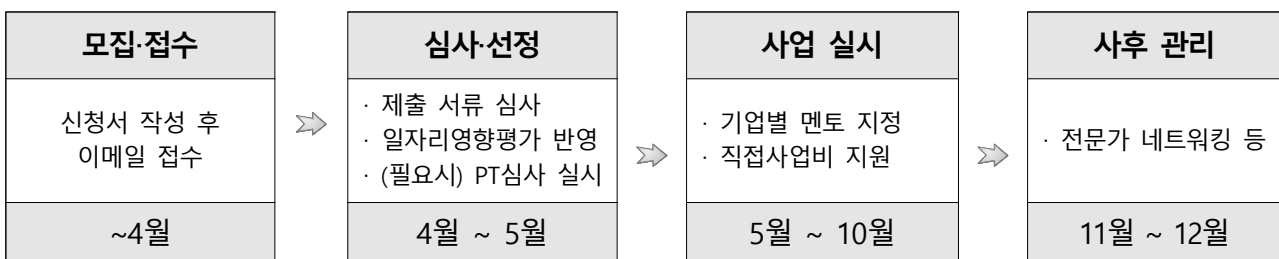 모집·접수
신청서 작성 후
이메일 접수
~4월
심사·선정
· 제출 서류 심사
· 일자리영향평가 반영
· (필요시) PT심사 실시
4월 ~ 5월
사업 실시
· 기업별 멘토 지정
· 직접사업비 지원
5월 ~ 10월
사후 관리
· 전문가 네트워킹 등
11월 ~ 12월